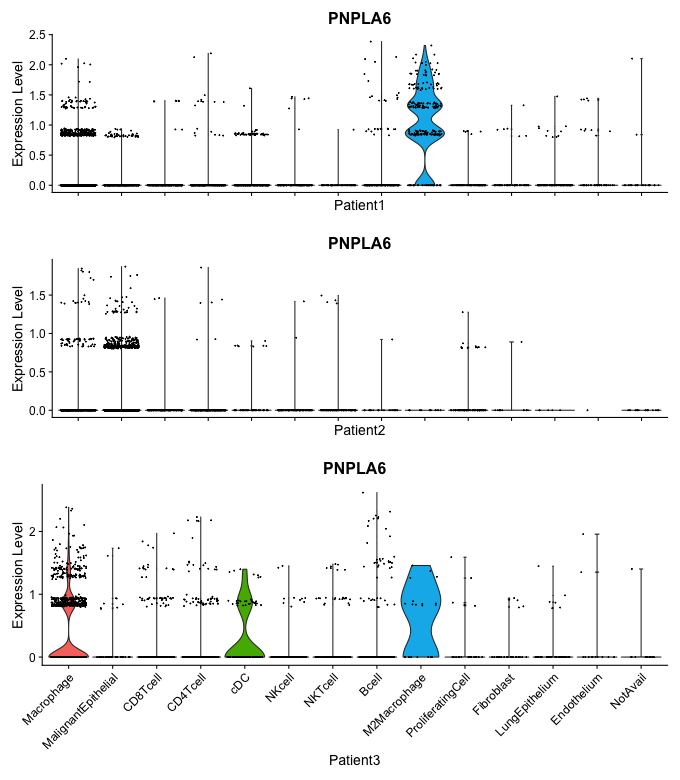 PNPLA6
Expression Level
2.5
2.0
1.5
1.0
0.5
0.0
Patient1
PNPLA6
Expression Level
1.5
1.0
0.5
0.0
Patient2
PNPLA6
Expression Level
2
1
0
Macrophage
MalignantEpithelial
CD8Tcell
CD4Tcell
cDC
NKcell
NKTcell
Bcell
M2Macrophage
ProliferatingCell
Fibroblast
LungEpithelium
Endothelium
NotAvail
Patient3